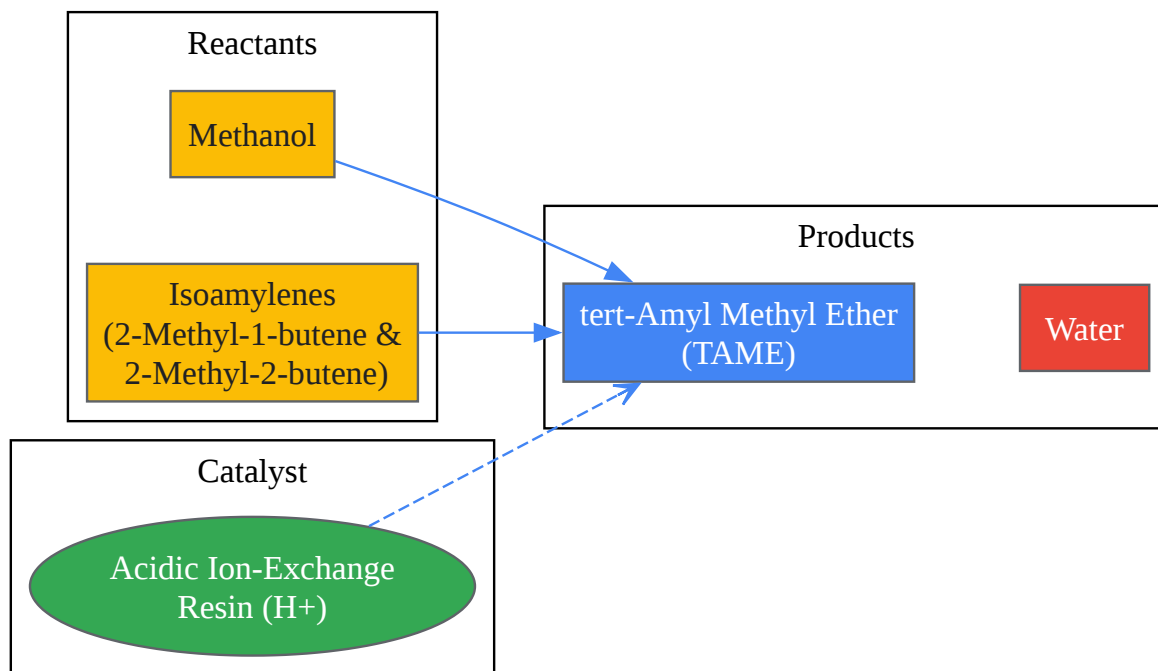 Reactants
Methanol
Isoamylenes
(2-Methyl-1-butene &
2-Methyl-2-butene)
Products
tert-Amyl Methyl Ether
(TAME)
Water
Catalyst
Acidic Ion-Exchange
Resin (H+)